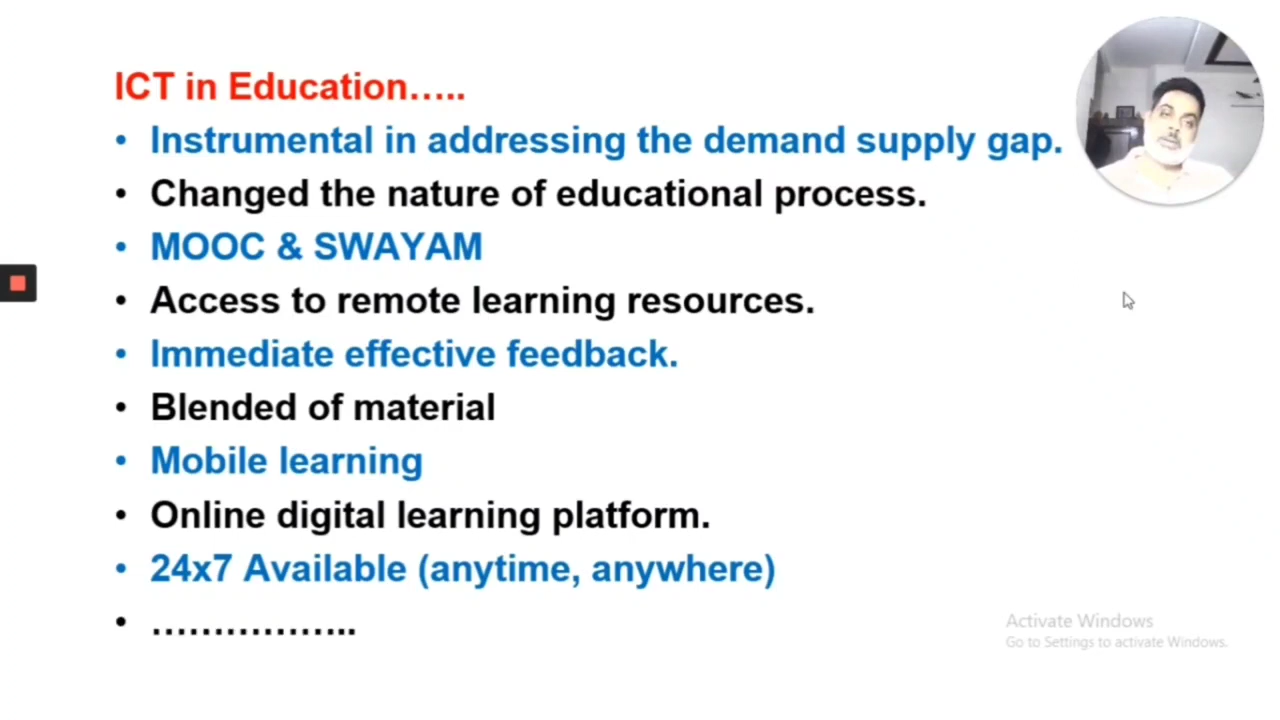 ICT in Education.....
• Instrumental in addressing the demand supply gap.
• Changed the nature of educational process.
• MOOC & SWAYAM
• Access to remote learning resources.
• Immediate effective feedback.
• Blended of material
• Mobile learning
• Online digital learning platform.
• 24x7 Available (anytime, anywhere)
• ……………..
Activate Windows
Go to Settings to activate Windows.